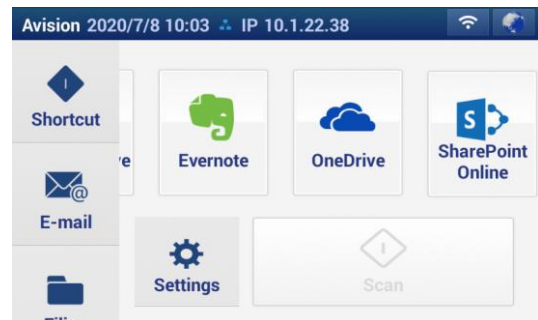 Avision 2020/7/8 10:03 IP 10.1.22.38
Shortcut
E-mail
Evernote
OneDrive
SharePoint
Online
Settings
Scan